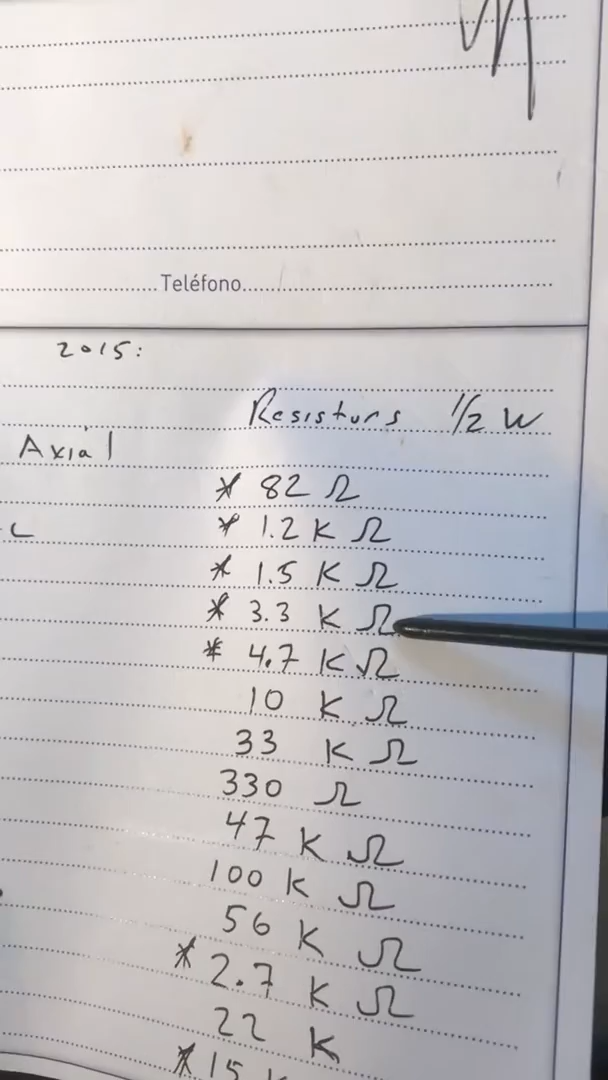 Teléfono
2015:
Resistors 1/2 W
Axial
* 82 Ω
* 1.2 K Ω
* 1.5 K Ω
* 3.3 K Ω
* 4.7 K Ω
10 K Ω
33 K Ω
330 Ω
47 K Ω
100 K Ω
56 K Ω
* 2.7 K Ω
22 K
* 15 K